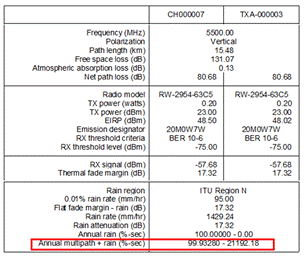 CH000007 TXA-000003
Frequency (MHz) 5500.00
Polarization Vertical
Path length (km) 15.48
Free space loss (dB) 131.07
Atmospheric absorption loss (dB) 0.13
Net path loss (dB) 80.68 80.68
Radio model RW-2954-63C5 RW-2954-63C5
TX power (watts) 0.20 0.20
TX power (dBm) 23.00 23.00
EIRP (dBm) 48.50 48.02
Emission designator 20M0W7W 20M0W7W
RX threshold criteria BER 10-6 BER 10-6
RX threshold level (dBm) -75.00 -75.00
RX signal (dBm) -57.68 -57.68
Thermal fade margin (dB) 17.32 17.32
Rain region ITU Region N
0.01% rain rate (mm/hr) 95.00
Flat fade margin - rain (dB) 17.32
Rain rate (mm/hr) 1429.24
Rain attenuation (dB) 17.32
Annual rain (%-sec) 100.00000 - 0.00
Annual multipath + rain (%-sec) 99.93280 - 21192.18